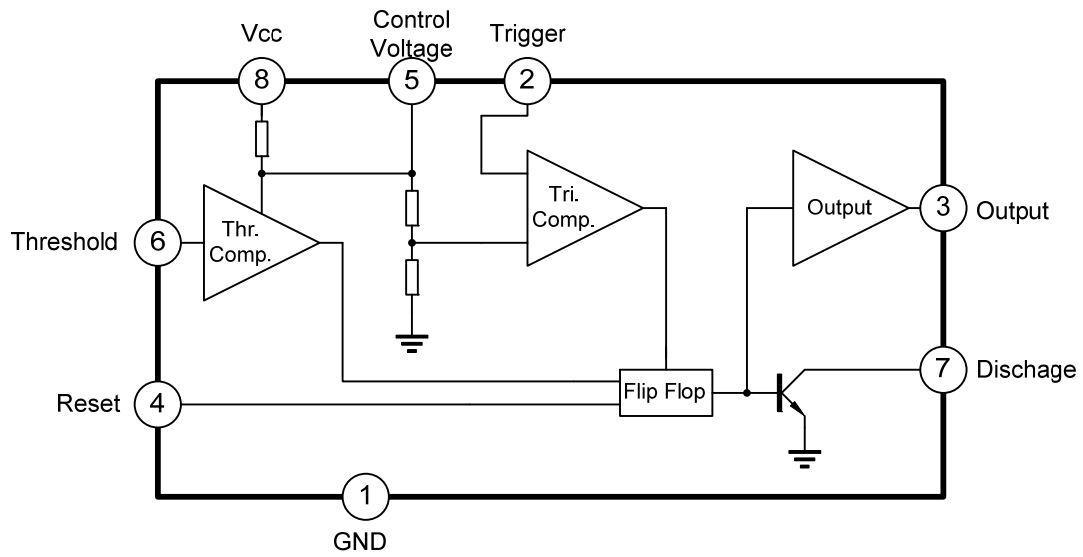 Vcc
Control
Voltage
Trigger
8
5
2
Thr.
Comp.
Tri.
Comp.
Output
3
Output
Threshold
6
7
Dischage
Flip Flop
Reset
4
1
GND